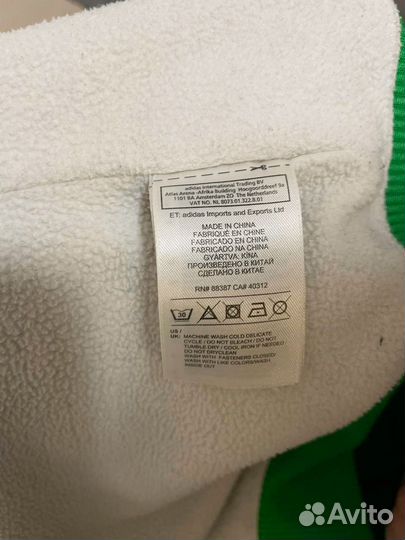 adidas International Trading BV
Atlas Arena -Afrika Building Hoogoorddreef 9a
1101 BA Amsterdam ZO The Netherlands
VAT NO. NL 8073.01.322.B.01
ET: adidas Imports and Exports Ltd
MADE IN CHINA
FABRIQUÉ EN CHINE
FABRICADO EN CHINA
FABRICADO NA CHINA
GYÁRTVA, KÍNA
ПРОИЗВЕДЕНО В КИТАЙ
СДЕЛАНО В КИТАЕ
RN# 88387 CA# 40312
30
US /
UK: MACHINE WASH COLD DELICATE
CYCLE / DO NOT BLEACH / DO NOT
TUMBLE DRY / COOL IRON IF NEEDED
DO NOT DRYCLEAN
WASH WITH FASTENERS CLOSED/
WASH WITH LIKE COLORS/WASH
INSIDE OUT
Avito